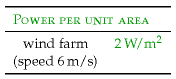 Power per unit area
wind farm 2 W/m²
(speed 6 m/s)